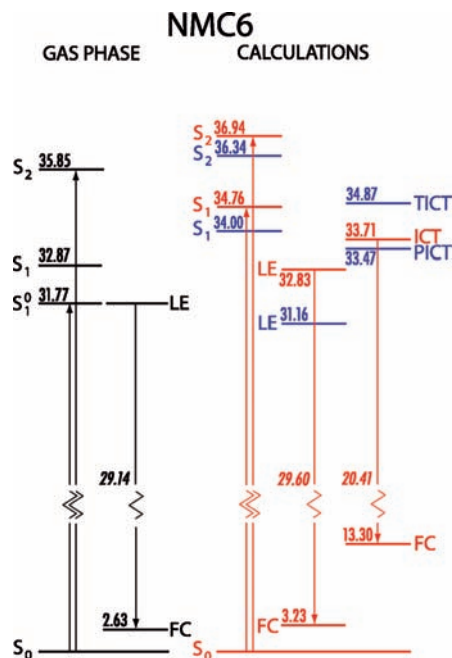 NMC6
GAS PHASE CALCULATIONS
S2 36.94
S2 35.85 S2 36.34
S1 34.76 34.87 TICT
S1 34.00 33.71 ICT
S1 32.87 LE 32.83 33.47 PICT
S1⁰ 31.77 LE
LE 31.16
29.14 29.60 20.41
13.30 FC
2.63 FC FC 3.23
S0 S0